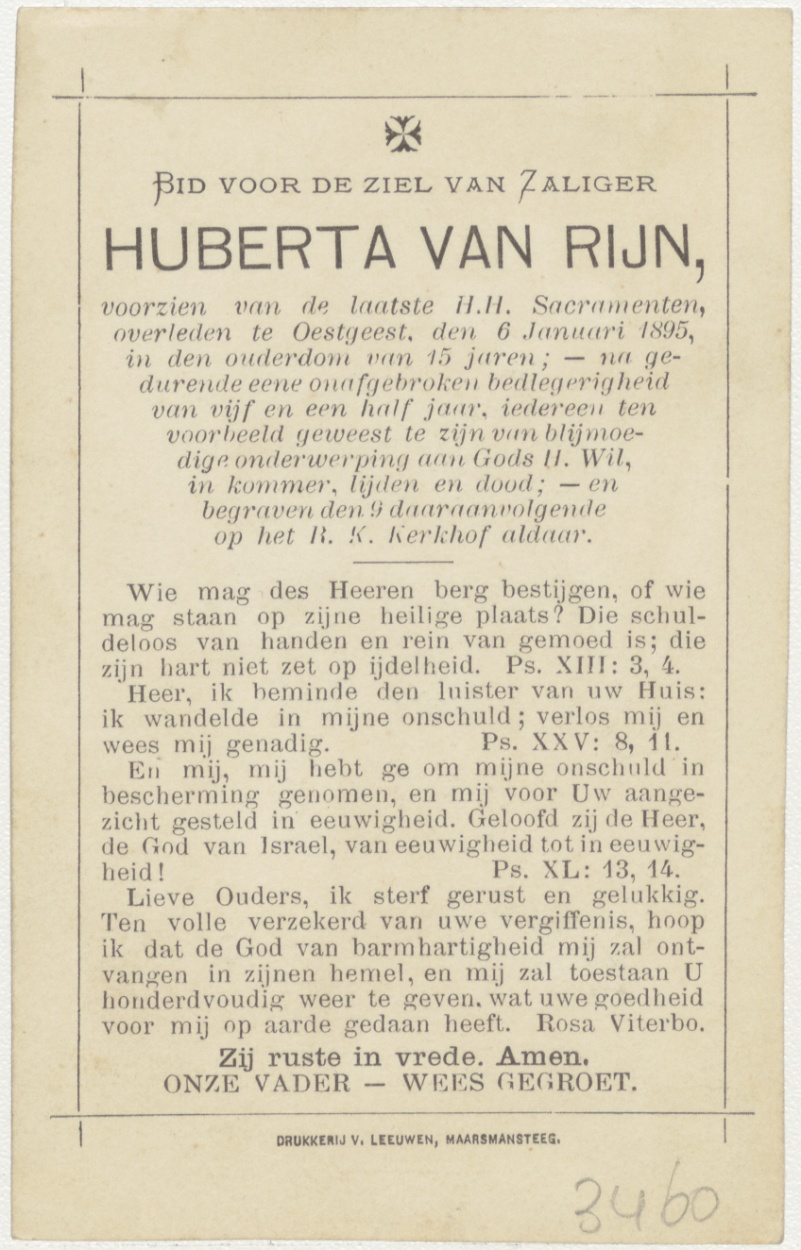 BID VOOR DE ZIEL VAN ZALIGER
HUBERTA VAN RIJN,
voorzien van de laatste H.H. Sacramenten,
overleden te Oestgeest, den 6 Januari 1895,
in den ouderdom van 15 jaren; — na ge-
durende eene onafgebroken bedlegerigheid
van vijf en een half jaar, iedereen ten
voorbeeld geweest te zijn van blijmoe-
dige onderwerping aan Gods H. Wil,
in kommer, lijden en dood; — en
begraven den 9 daaraanvolgende
op het R. K. Kerkhof aldaar.
Wie mag des Heeren berg bestijgen, of wie
mag staan op zijne heilige plaats? Die schul-
deloos van handen en rein van gemoed is; die
zijn hart niet zet op ijdelheid. Ps. XIII: 3, 4.
Heer, ik beminde den luister van uw Huis:
ik wandelde in mijne onschuld; verlos mij en
wees mij genadig. Ps. XXV: 8, 11.
En mij, mij hebt ge om mijne onschuld in
bescherming genomen, en mij voor Uw aange-
zicht gesteld in eeuwigheid. Geloofd zij de Heer,
de God van Israel, van eeuwigheid tot in eeuwig-
heid! Ps. XL: 13, 14.
Lieve Ouders, ik sterf gerust en gelukkig.
Ten volle verzekerd van uwe vergiffenis, hoop
ik dat de God van barmhartigheid mij zal ont-
vangen in zijnen hemel, en mij zal toestaan U
honderdvoudig weer te geven, wat uwe goedheid
voor mij op aarde gedaan heeft. Rosa Viterbo.
Zij ruste in vrede. Amen.
ONZE VADER — WEES GEGROET.
DRUKKERIJ V. LEEUWEN, MAARSMANSTEEG.
3460